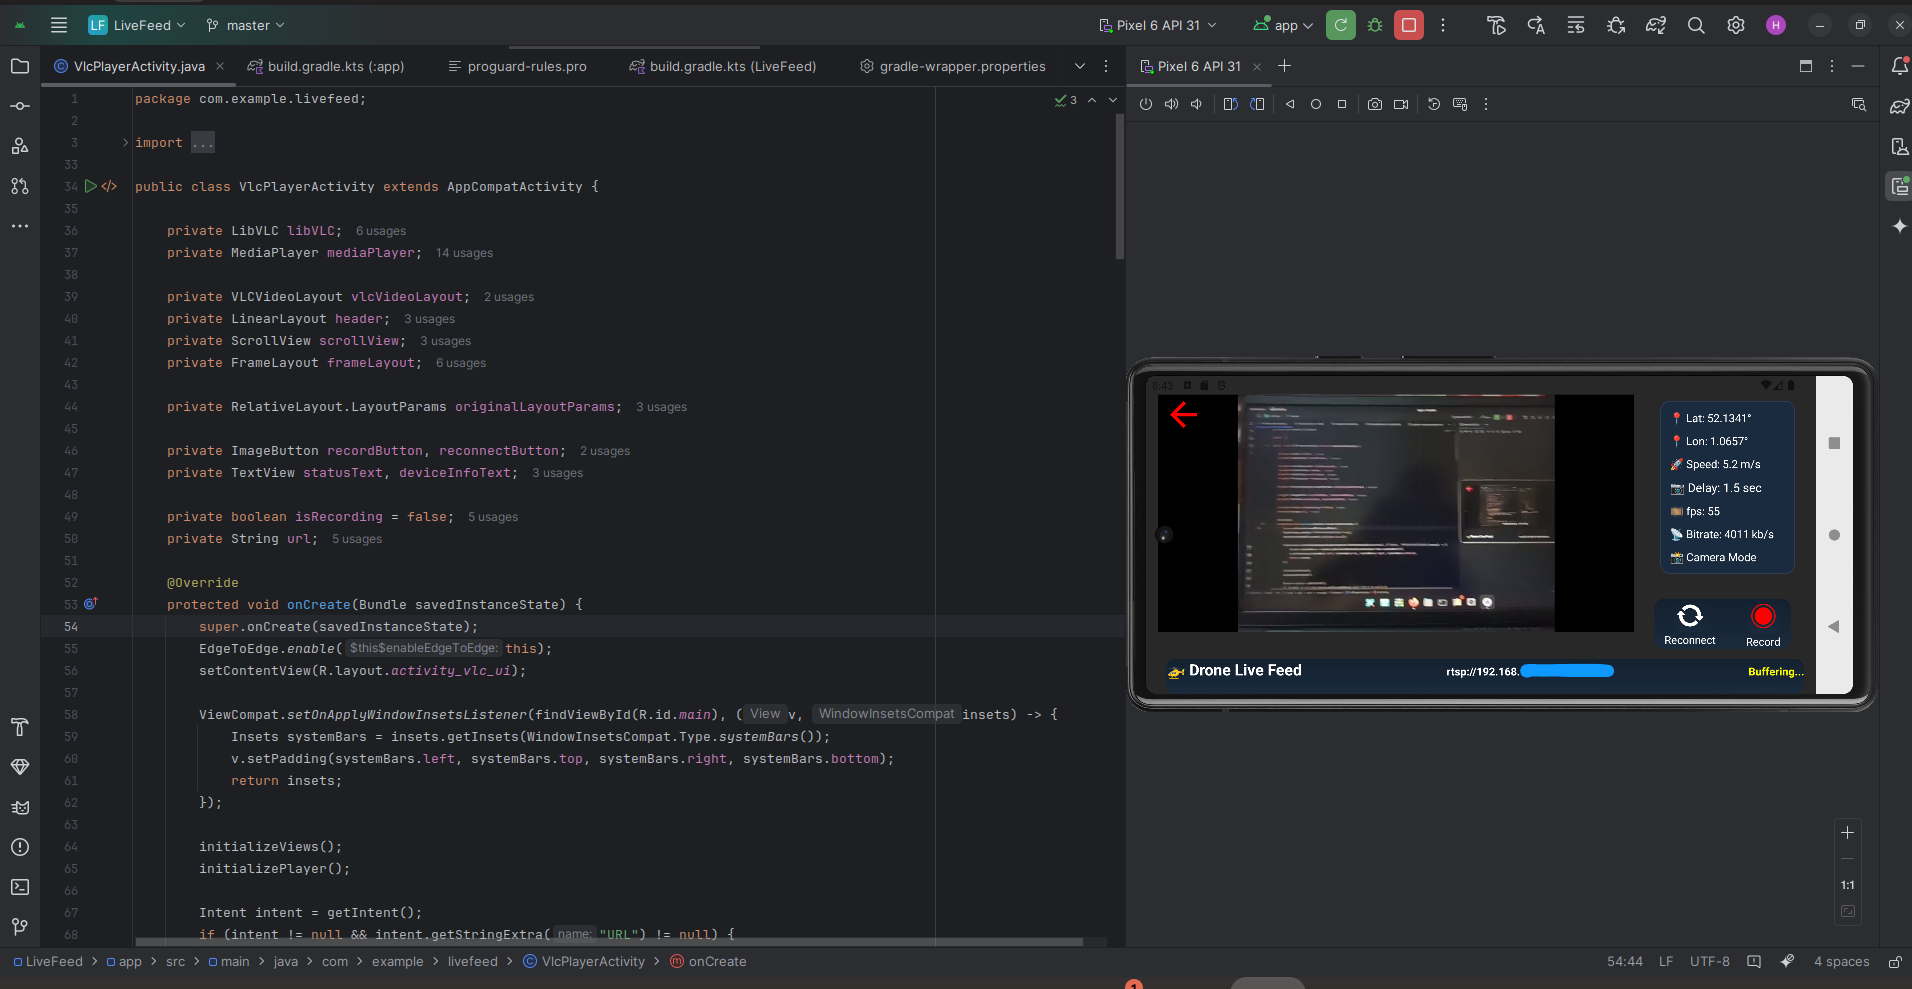 LF LiveFeed master Pixel 6 API 31 app H
VlcPlayerActivity.java build.gradle.kts (:app) proguard-rules.pro build.gradle.kts (LiveFeed) gradle-wrapper.properties Pixel 6 API 31
3
1 package com.example.livefeed;
2
3 import ...
33
34 public class VlcPlayerActivity extends AppCompatActivity {
35
36 private LibVLC libVLC; 6 usages
37 private MediaPlayer mediaPlayer; 14 usages
38
39 private VLCVideoLayout vlcVideoLayout; 2 usages
40 private LinearLayout header; 3 usages
41 private ScrollView scrollView; 3 usages
42 private FrameLayout frameLayout; 6 usages
43
44 private RelativeLayout.LayoutParams originalLayoutParams; 3 usages
45
46 private ImageButton recordButton, reconnectButton; 2 usages
47 private TextView statusText, deviceInfoText; 3 usages
48
49 private boolean isRecording = false; 5 usages
50 private String url; 5 usages
51
52 @Override
53 protected void onCreate(Bundle savedInstanceState) {
54 super.onCreate(savedInstanceState);
55 EdgeToEdge.enable( $this$enableEdgeToEdge: this);
56 setContentView(R.layout.activity_vlc_ui);
57
58 ViewCompat.setOnApplyWindowInsetsListener(findViewById(R.id.main), ( View v, WindowInsetsCompat insets) -> {
59 Insets systemBars = insets.getInsets(WindowInsetsCompat.Type.systemBars());
60 v.setPadding(systemBars.left, systemBars.top, systemBars.right, systemBars.bottom);
61 return insets;
62 });
63
64 initializeViews();
65 initializePlayer();
66
67 Intent intent = getIntent();
68 if (intent != null && intent.getStringExtra( name: "URL") != null) {
8:43
Lat: 52.1341°
Lon: 1.0657°
Speed: 5.2 m/s
Delay: 1.5 sec
fps: 55
Bitrate: 4011 kb/s
Camera Mode
Reconnect Record
Drone Live Feed rtsp://192.168. Buffering...
1:1
LiveFeed > app > src > main > java > com > example > livefeed > VlcPlayerActivity > onCreate 54:44 LF UTF-8 4 spaces
1